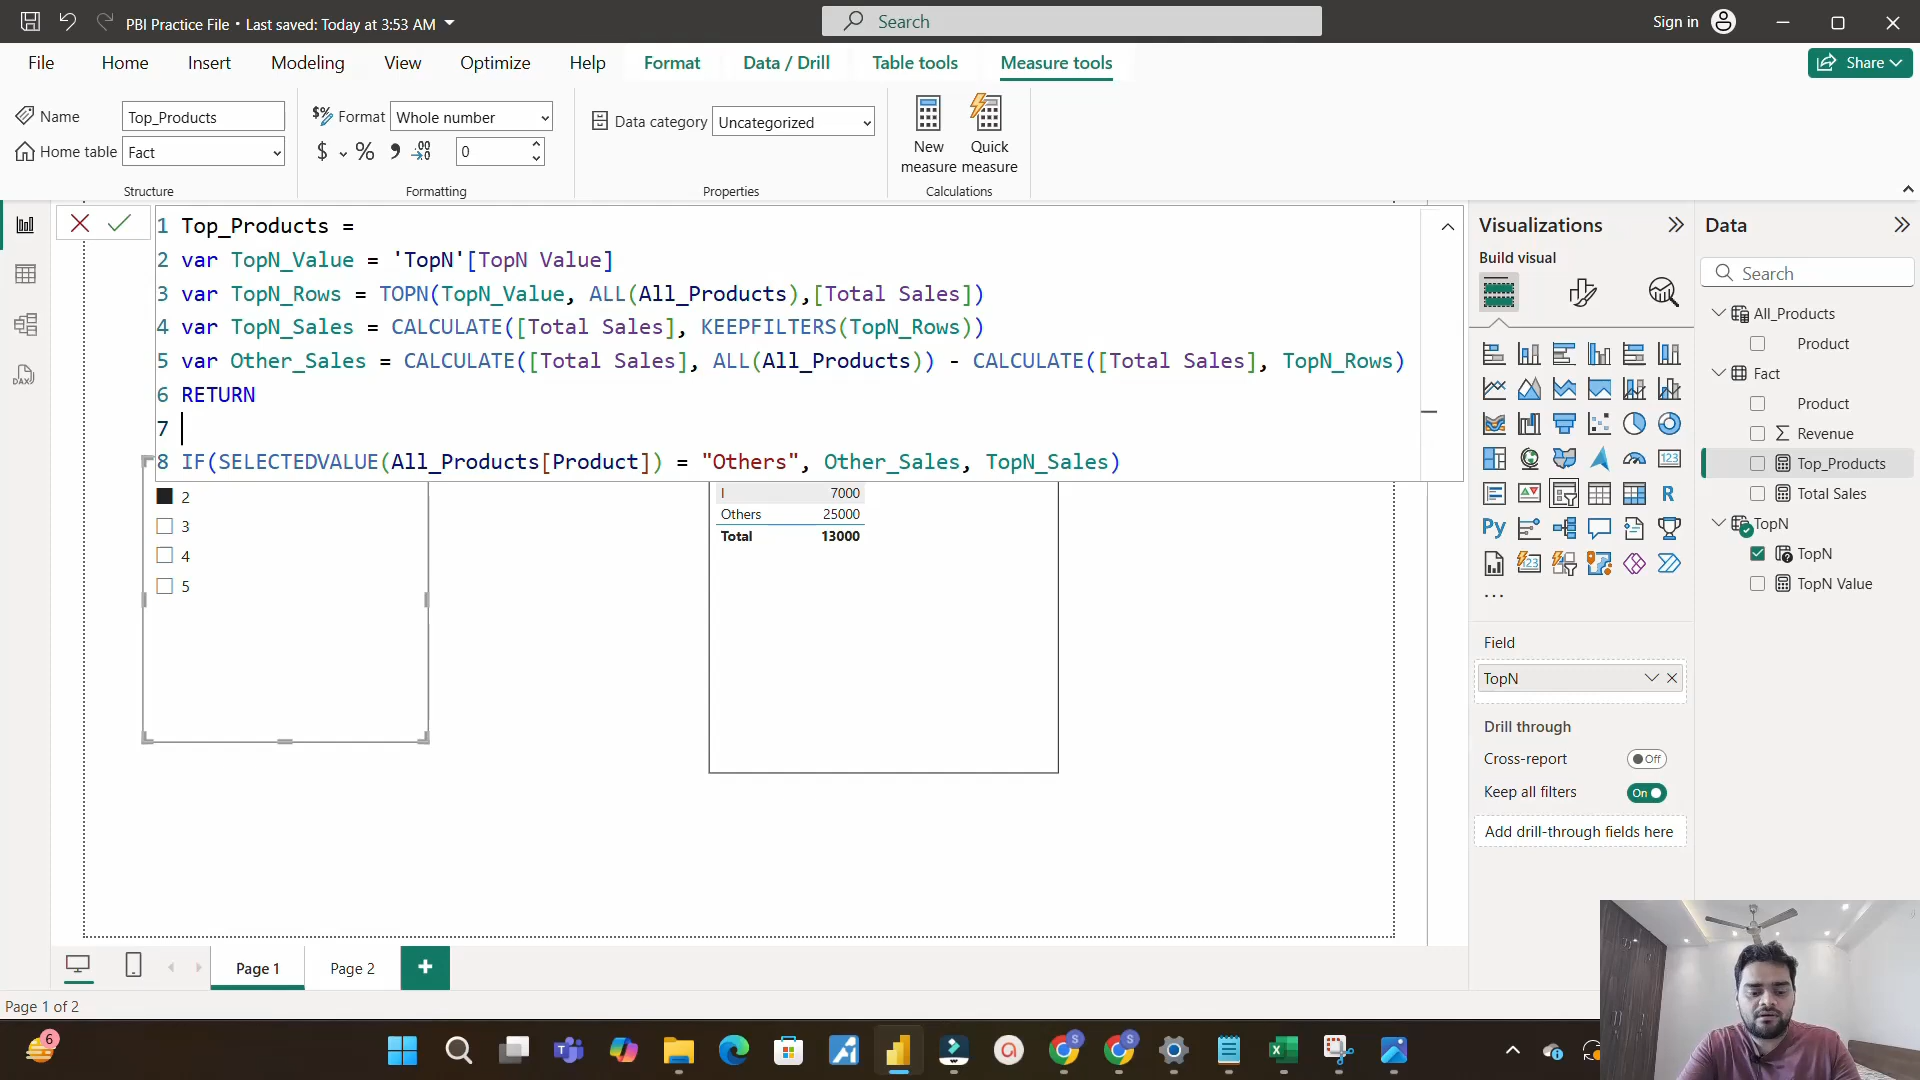 PBI Practice File • Last saved: Today at 3:53 AM
Search
Sign in
File
Home
Insert
Modeling
View
Optimize
Help
Format
Data / Drill
Table tools
Measure tools
Share
Name
Top_Products
Home table
Fact
Structure
Format
Whole number
$
%
0
Formatting
Data category
Uncategorized
Properties
New measure
Quick measure
Calculations
1 Top_Products =
2 var TopN_Value = 'TopN'[TopN Value]
3 var TopN_Rows = TOPN(TopN_Value, ALL(All_Products),[Total Sales])
4 var TopN_Sales = CALCULATE([Total Sales], KEEPFILTERS(TopN_Rows))
5 var Other_Sales = CALCULATE([Total Sales], ALL(All_Products)) - CALCULATE([Total Sales], TopN_Rows)
6 RETURN
7
8 IF(SELECTEDVALUE(All_Products[Product]) = "Others", Other_Sales, TopN_Sales)
2
3
4
5
I 7000
Others 25000
Total 13000
Visualizations
Build visual
123
R
Py
...
Field
TopN
Drill through
Cross-report
Off
Keep all filters
On
Add drill-through fields here
Data
Search
All_Products
Product
Fact
Product
Revenue
Top_Products
Total Sales
TopN
TopN
TopN Value
DAX
Page 1
Page 2
+
Page 1 of 2
6
S
S